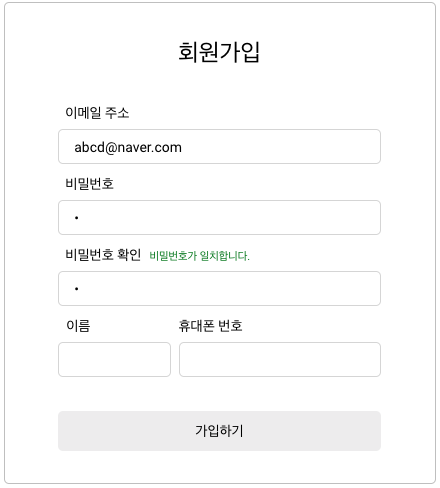 회원가입
이메일 주소
abcd@naver.com
비밀번호
•
비밀번호 확인 비밀번호가 일치합니다.
•
이름 휴대폰 번호
가입하기